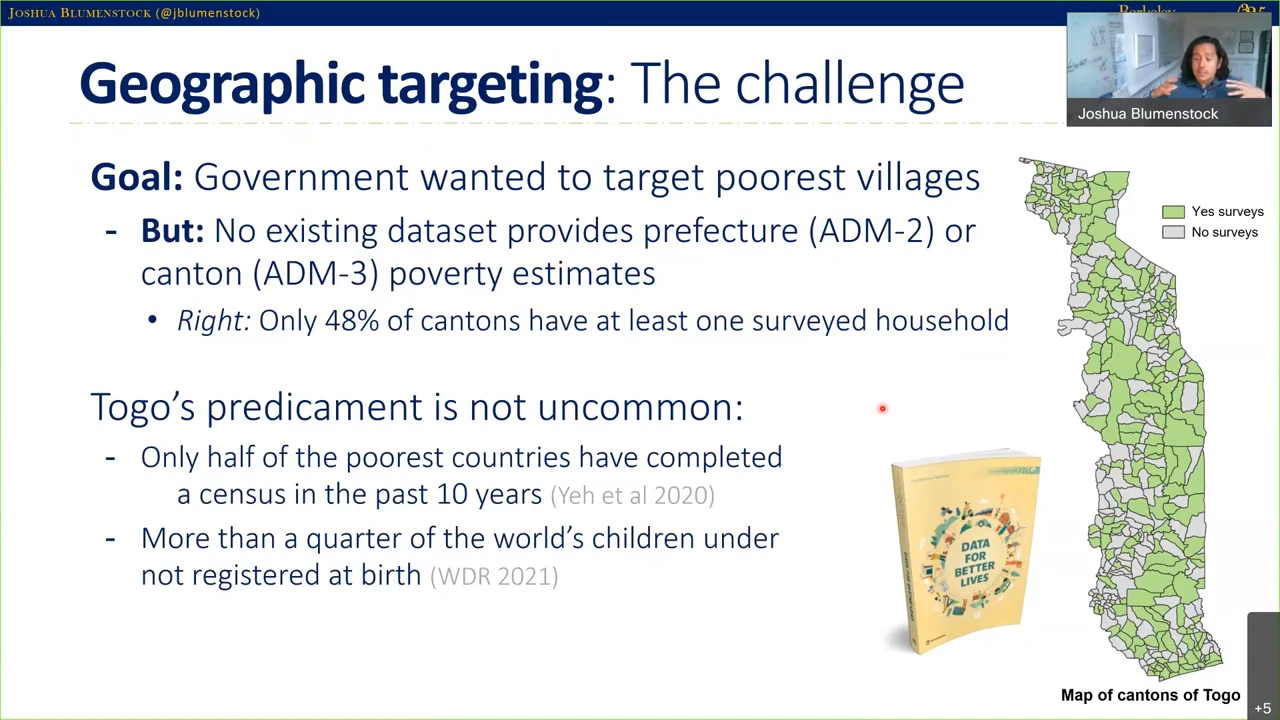 JOSHUA BLUMENSTOCK (@jblumenstock)
Berkeley
Joshua Blumenstock
Geographic targeting: The challenge
Goal: Government wanted to target poorest villages
- But: No existing dataset provides prefecture (ADM-2) or
canton (ADM-3) poverty estimates
• Right: Only 48% of cantons have at least one surveyed household
Togo’s predicament is not uncommon:
- Only half of the poorest countries have completed
a census in the past 10 years (Yeh et al 2020)
- More than a quarter of the world’s children under
not registered at birth (WDR 2021)
DATA
FOR
BETTER
LIVES
Yes surveys
No surveys
Map of cantons of Togo
+5